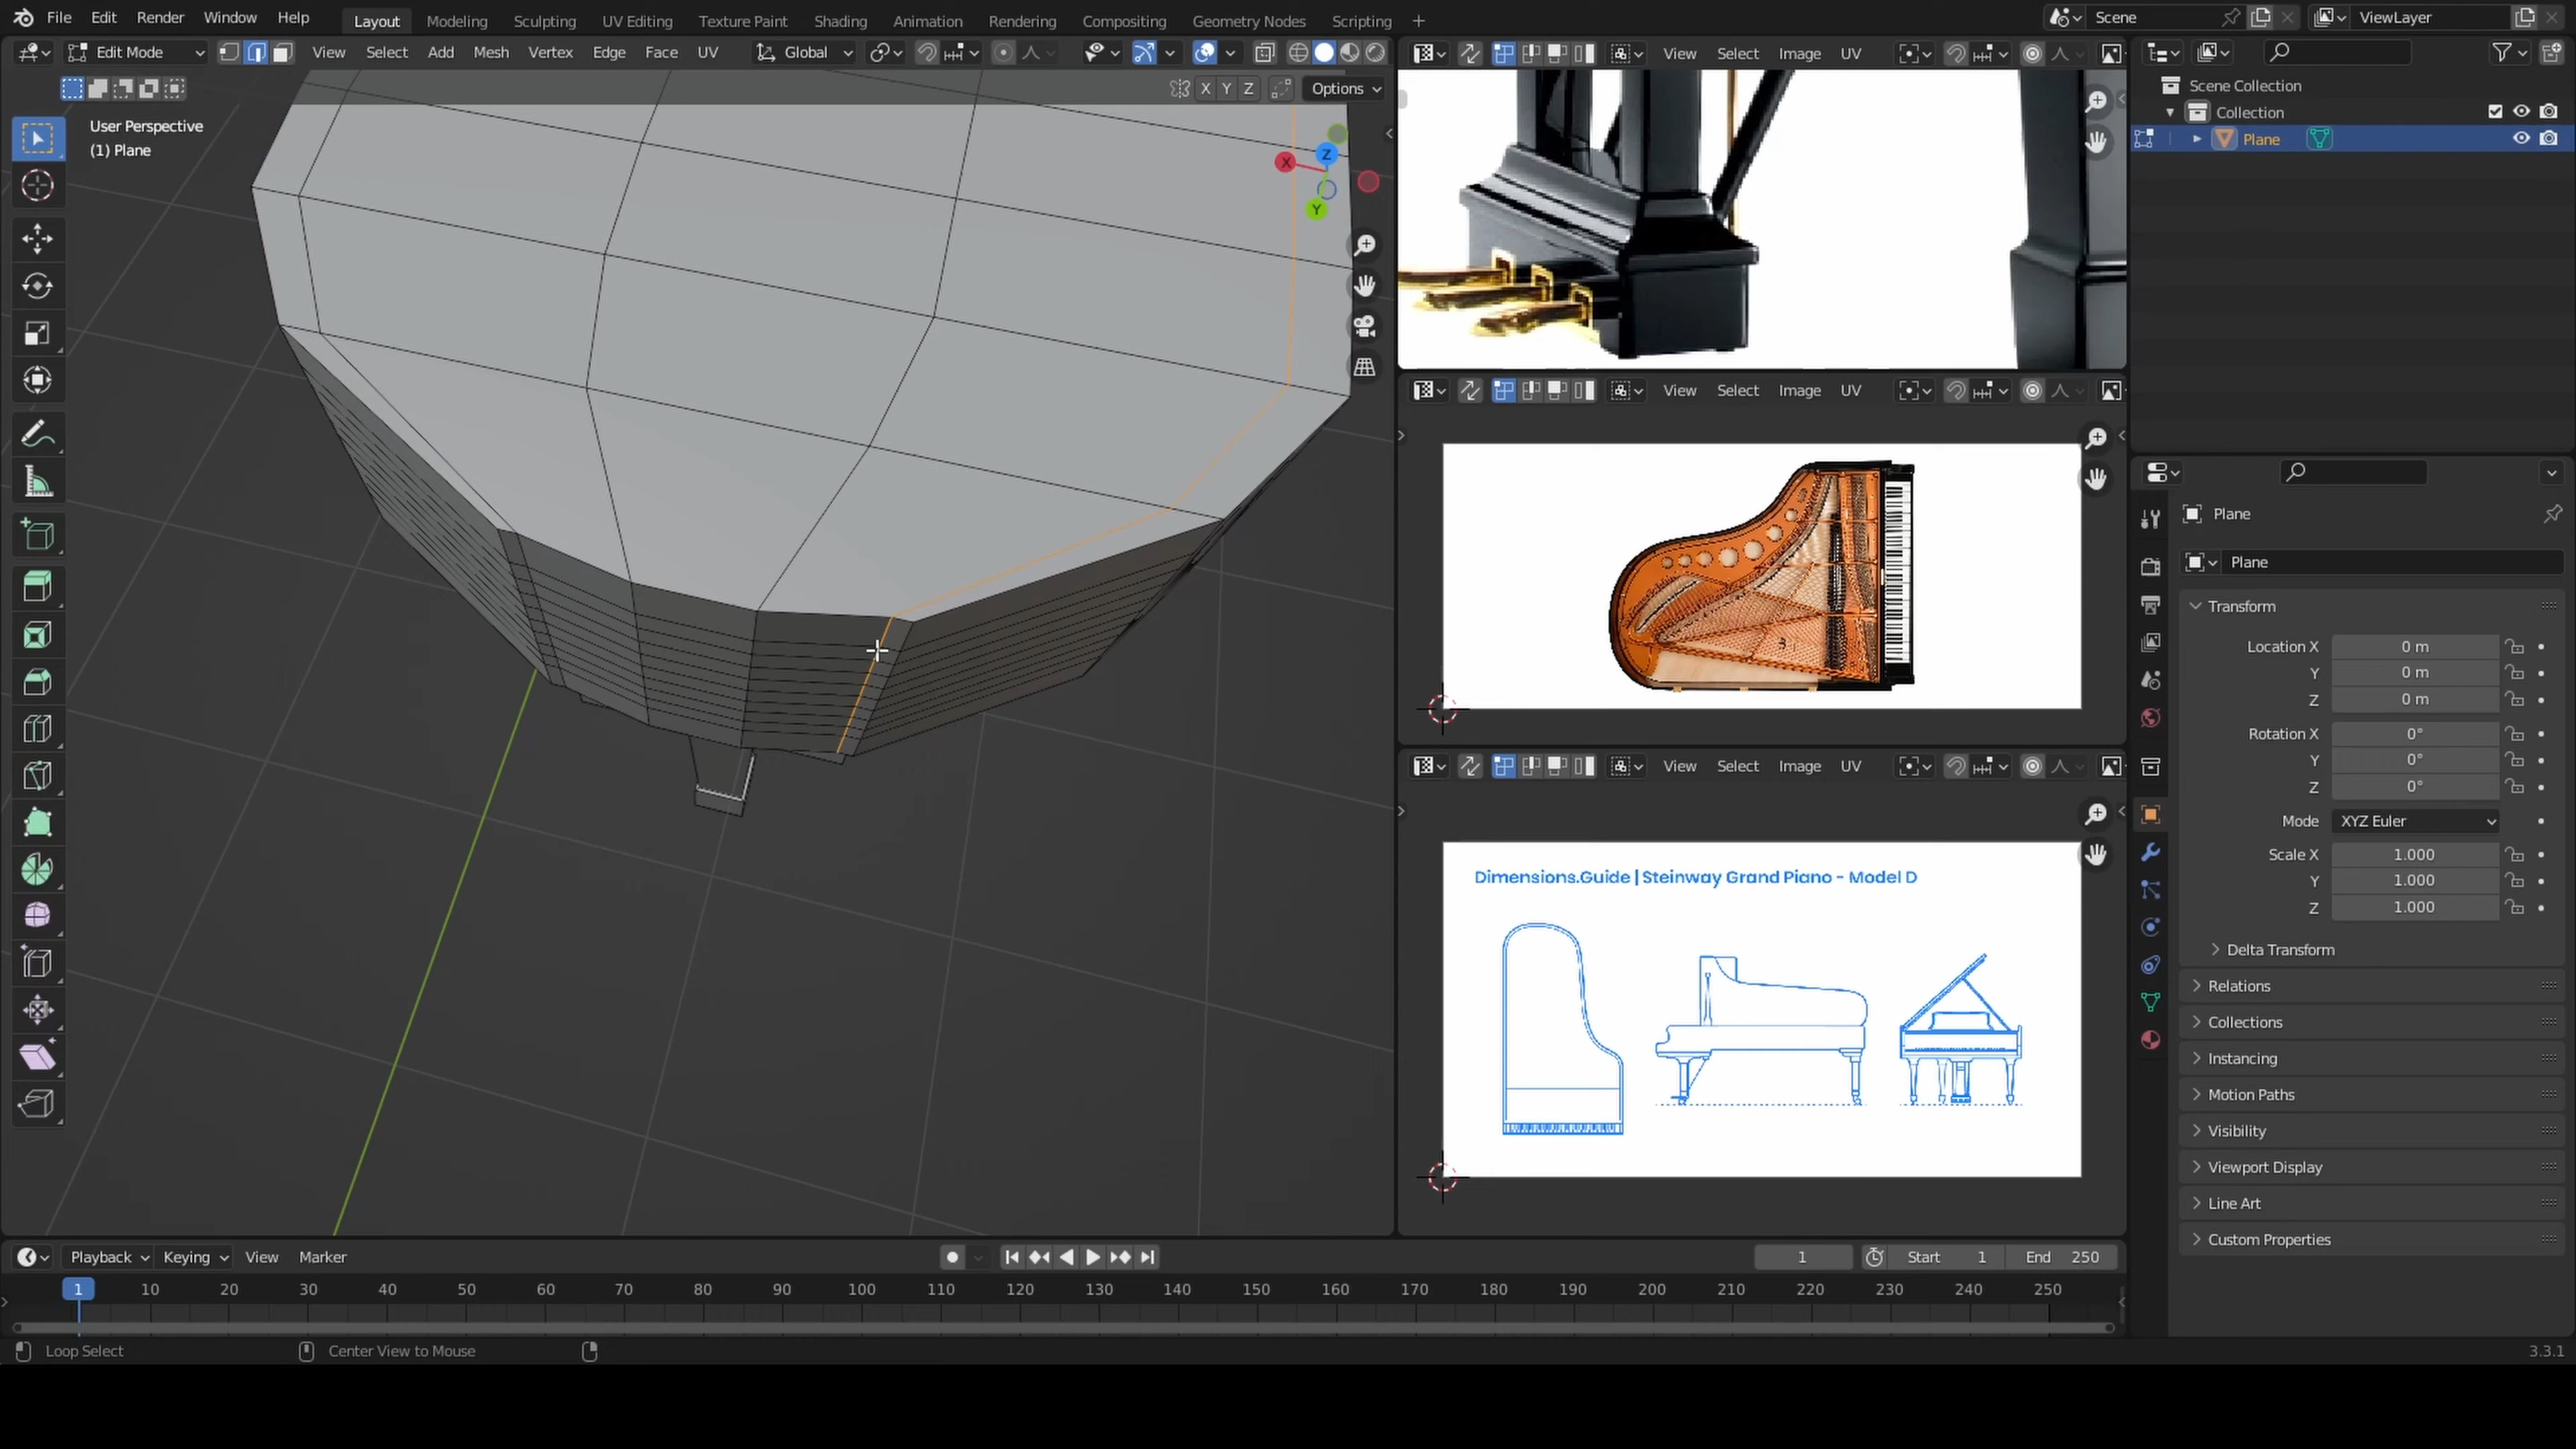 File Edit Render Window Help Layout Modeling Sculpting UV Editing Texture Paint Shading Animation Rendering Compositing Geometry Nodes Scripting + Scene ViewLayer
Edit Mode View Select Add Mesh Vertex Edge Face UV Global View Select Image UV
X Y Z Options
User Perspective
(1) Plane
X Z Y
Scene Collection
Collection
Plane
View Select Image UV
Plane
Plane
Transform
Location X 0 m
Y 0 m
Z 0 m
Rotation X 0°
Y 0°
Z 0°
Mode XYZ Euler
Scale X 1.000
Y 1.000
Z 1.000
Delta Transform
Relations
Collections
Instancing
Motion Paths
Visibility
Viewport Display
Line Art
Custom Properties
View Select Image UV
Dimensions.Guide | Steinway Grand Piano - Model D
Playback Keying View Marker 1 Start 1 End 250
1 10 20 30 40 50 60 70 80 90 100 110 120 130 140 150 160 170 180 190 200 210 220 230 240 250
Loop Select Center View to Mouse 3.3.1